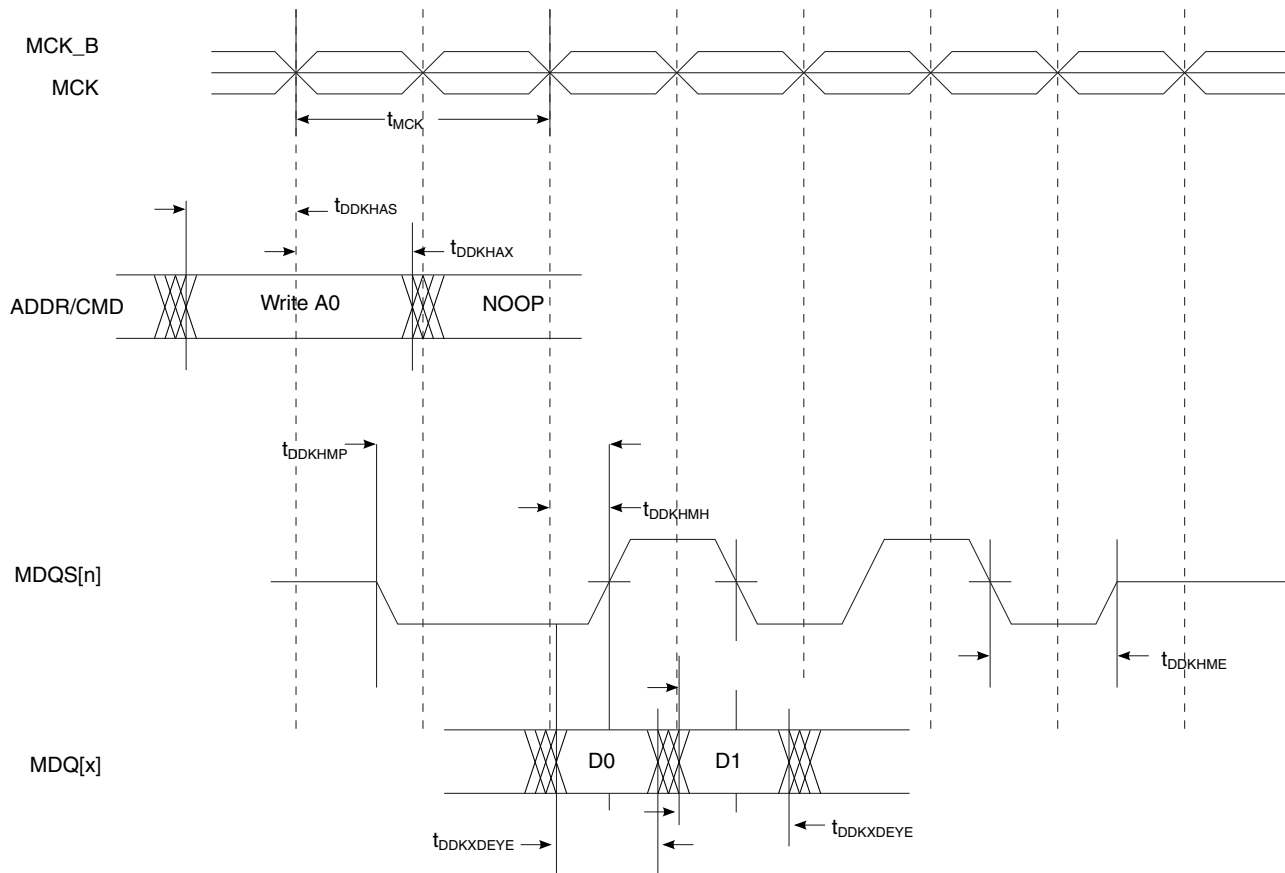 MCK_B
MCK
tMCK
tDDKHAS
tDDKHAX
ADDR/CMD
Write A0
NOOP
tDDKHMP
tDDKHMH
MDQS[n]
tDDKHME
MDQ[x]
D0
D1
tDDKXDEYE
tDDKXDEYE